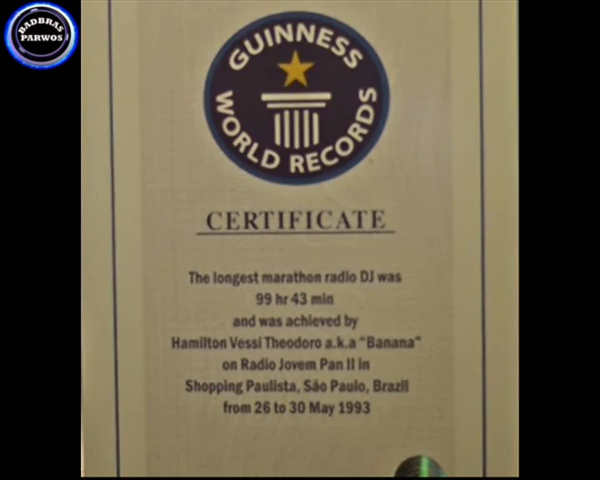 BADBRAS
PARWOS
GUINNESS
WORLD RECORDS
CERTIFICATE
The longest marathon radio DJ was
99 hr 43 min
and was achieved by
Hamilton Vessi Theodoro a.k.a "Banana"
on Radio Jovem Pan II in
Shopping Paulista, São Paulo, Brazil
from 26 to 30 May 1993